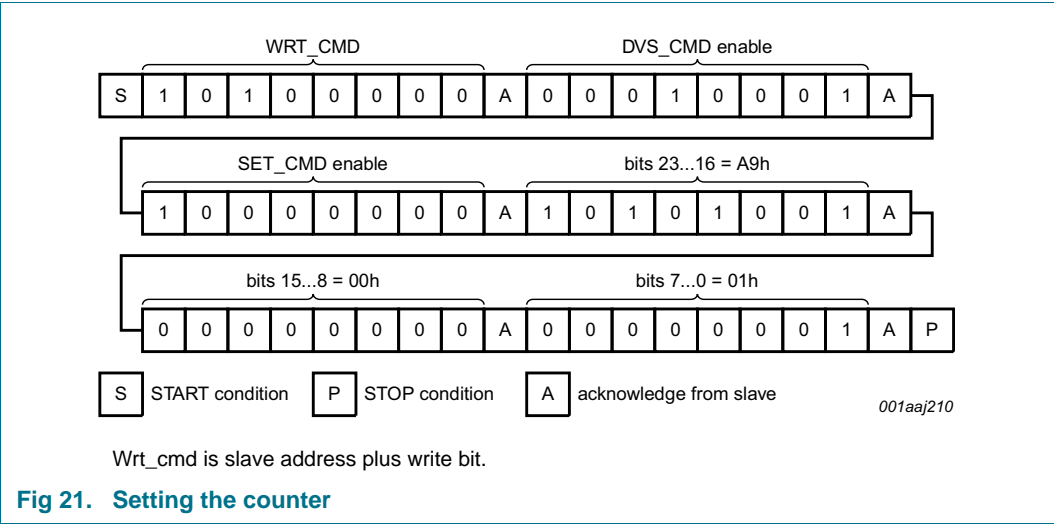 WRT_CMD DVS_CMD enable
S 1 0 1 0 0 0 0 0 A 0 0 0 1 0 0 0 1 A
SET_CMD enable bits 23...16 = A9h
1 0 0 0 0 0 0 0 A 1 0 1 0 1 0 0 1 A
bits 15...8 = 00h bits 7...0 = 01h
0 0 0 0 0 0 0 0 A 0 0 0 0 0 0 0 1 A P
S START condition P STOP condition A acknowledge from slave
001aaj210
Wrt_cmd is slave address plus write bit.
Fig 21. Setting the counter